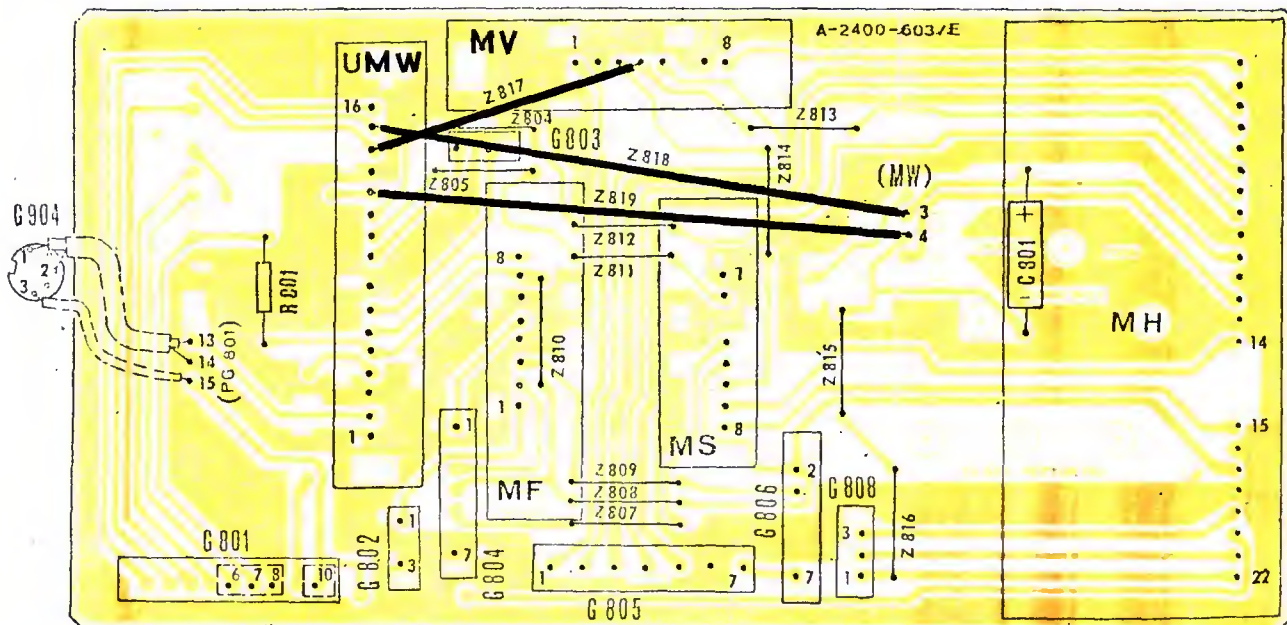 MV
1
8
A-2400-603/E
UMW
16
Z817
Z804
G803
Z813
Z818
Z814
Z805
(MW)
Z819
3
4
G904
1
2
3
Z812
Z811
8
7
R801
+
C801
-
MH
13
14
15
(PG801)
Z810
Z815
14
1
1
1
8
15
MS
Z809
Z808
Z807
MF
2
G806
G808
Z816
3
1
7
G801
G802
1
3
7
G804
6
7
8
10
1
7
G805
22